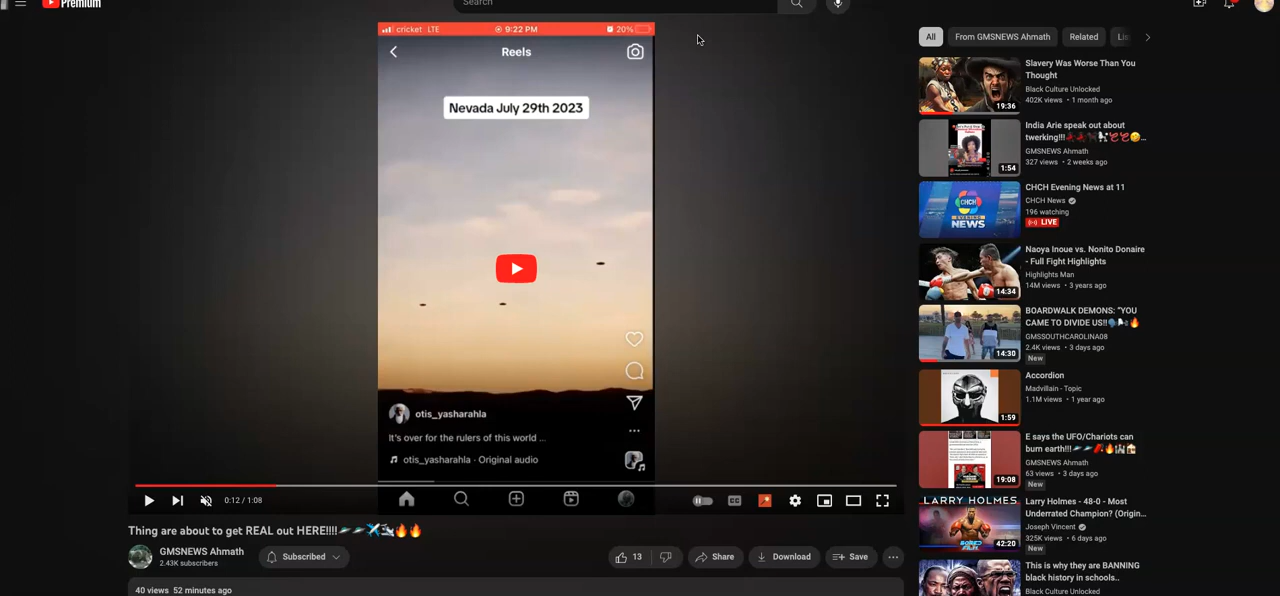 Premium
Search
cricket LTE
9:22 PM
20%
Reels
Nevada July 29th 2023
otis_yasharahla
It's over for the rulers of this world ...
otis_yasharahla · Original audio
0:12 / 1:08
Thing are about to get REAL out HERE!!!!
GMSNEWS Ahmath
2.43K subscribers
Subscribed
13
Share
Download
Save
40 views 52 minutes ago
All
From GMSNEWS Ahmath
Related
19:36
Slavery Was Worse Than You
Thought
Black Culture Unlocked
402K views • 1 month ago
1:54
India Arie speak out about
twerking!!!
GMSNEWS Ahmath
327 views • 2 weeks ago
CHCH
EVENING
NEWS
CHCH Evening News at 11
CHCH News
196 watching
LIVE
14:34
Naoya Inoue vs. Nonito Donaire
- Full Fight Highlights
Highlights Man
14M views • 3 years ago
14:30
BOARDWALK DEMONS: "YOU
CAME TO DIVIDE US!!
GMSSOUTHCAROLINA08
2.4K views • 3 days ago
New
1:59
Accordion
Madvillain - Topic
1.1M views • 1 year ago
19:08
E says the UFO/Chariots can
burn earth!!!
GMSNEWS Ahmath
63 views • 3 days ago
New
LARRY HOLMES
42:20
Larry Holmes - 48-0 - Most
Underrated Champion? (Origin...
Joseph Vincent
325K views • 6 days ago
New
This is why they are BANNING
black history in schools..
Black Culture Unlocked